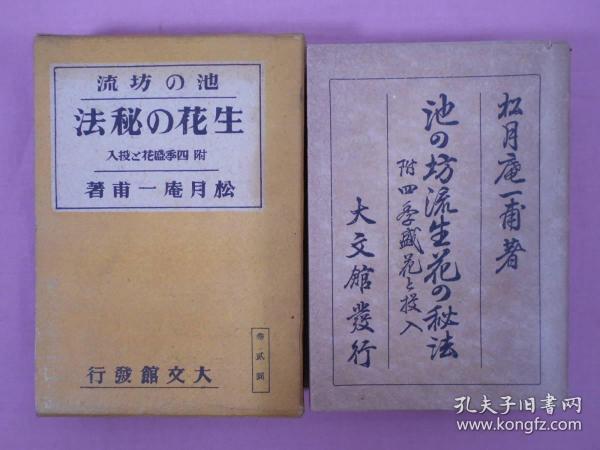 池の坊流
生花の秘法
附 四季盛花と投入
松月庵一甫著
貳圓
大文館發行
松月庵一甫著
池の坊流生花の秘法
附四季盛花と投入
大文館發行
孔夫子旧书网
www.kongfz.com